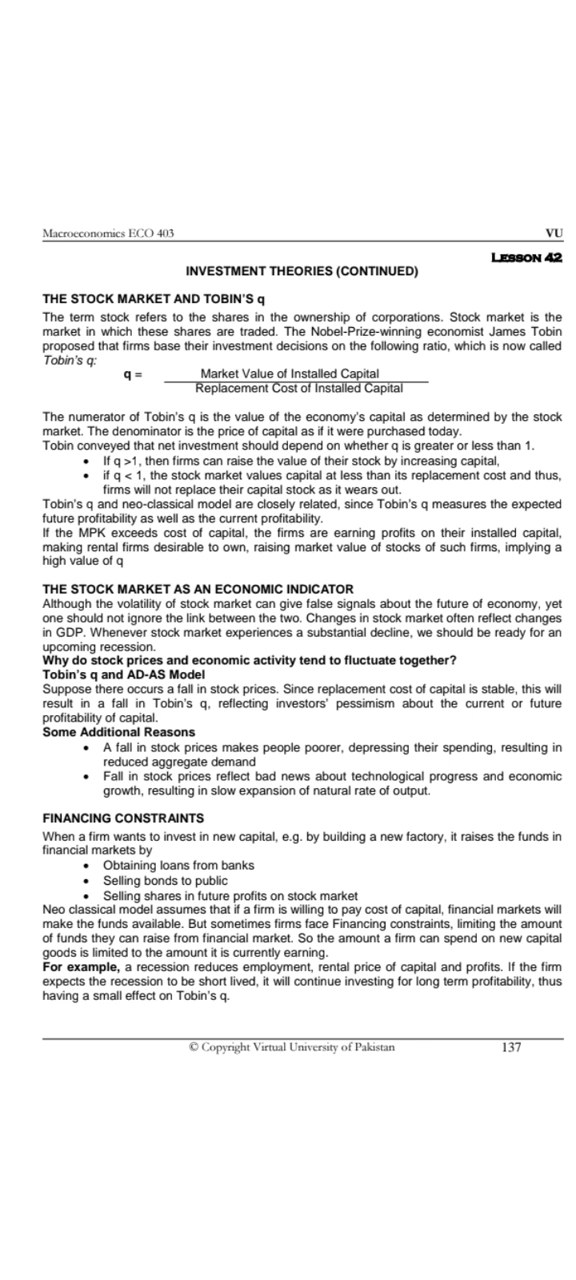 Macroeconomics ECO 403 VU
LESSON 42
INVESTMENT THEORIES (CONTINUED)
THE STOCK MARKET AND TOBIN'S q
The term stock refers to the shares in the ownership of corporations. Stock market is the
market in which these shares are traded. The Nobel-Prize-winning economist James Tobin
proposed that firms base their investment decisions on the following ratio, which is now called
Tobin's q:
q = Market Value of Installed Capital
Replacement Cost of Installed Capital
The numerator of Tobin's q is the value of the economy's capital as determined by the stock
market. The denominator is the price of capital as if it were purchased today.
Tobin conveyed that net investment should depend on whether q is greater or less than 1.
• If q >1, then firms can raise the value of their stock by increasing capital,
• if q < 1, the stock market values capital at less than its replacement cost and thus,
firms will not replace their capital stock as it wears out.
Tobin's q and neo-classical model are closely related, since Tobin's q measures the expected
future profitability as well as the current profitability.
If the MPK exceeds cost of capital, the firms are earning profits on their installed capital,
making rental firms desirable to own, raising market value of stocks of such firms, implying a
high value of q
THE STOCK MARKET AS AN ECONOMIC INDICATOR
Although the volatility of stock market can give false signals about the future of economy, yet
one should not ignore the link between the two. Changes in stock market often reflect changes
in GDP. Whenever stock market experiences a substantial decline, we should be ready for an
upcoming recession.
Why do stock prices and economic activity tend to fluctuate together?
Tobin's q and AD-AS Model
Suppose there occurs a fall in stock prices. Since replacement cost of capital is stable, this will
result in a fall in Tobin's q, reflecting investors' pessimism about the current or future
profitability of capital.
Some Additional Reasons
• A fall in stock prices makes people poorer, depressing their spending, resulting in
reduced aggregate demand
• Fall in stock prices reflect bad news about technological progress and economic
growth, resulting in slow expansion of natural rate of output.
FINANCING CONSTRAINTS
When a firm wants to invest in new capital, e.g. by building a new factory, it raises the funds in
financial markets by
• Obtaining loans from banks
• Selling bonds to public
• Selling shares in future profits on stock market
Neo classical model assumes that if a firm is willing to pay cost of capital, financial markets will
make the funds available. But sometimes firms face Financing constraints, limiting the amount
of funds they can raise from financial market. So the amount a firm can spend on new capital
goods is limited to the amount it is currently earning.
For example, a recession reduces employment, rental price of capital and profits. If the firm
expects the recession to be short lived, it will continue investing for long term profitability, thus
having a small effect on Tobin's q.
© Copyright Virtual University of Pakistan 137